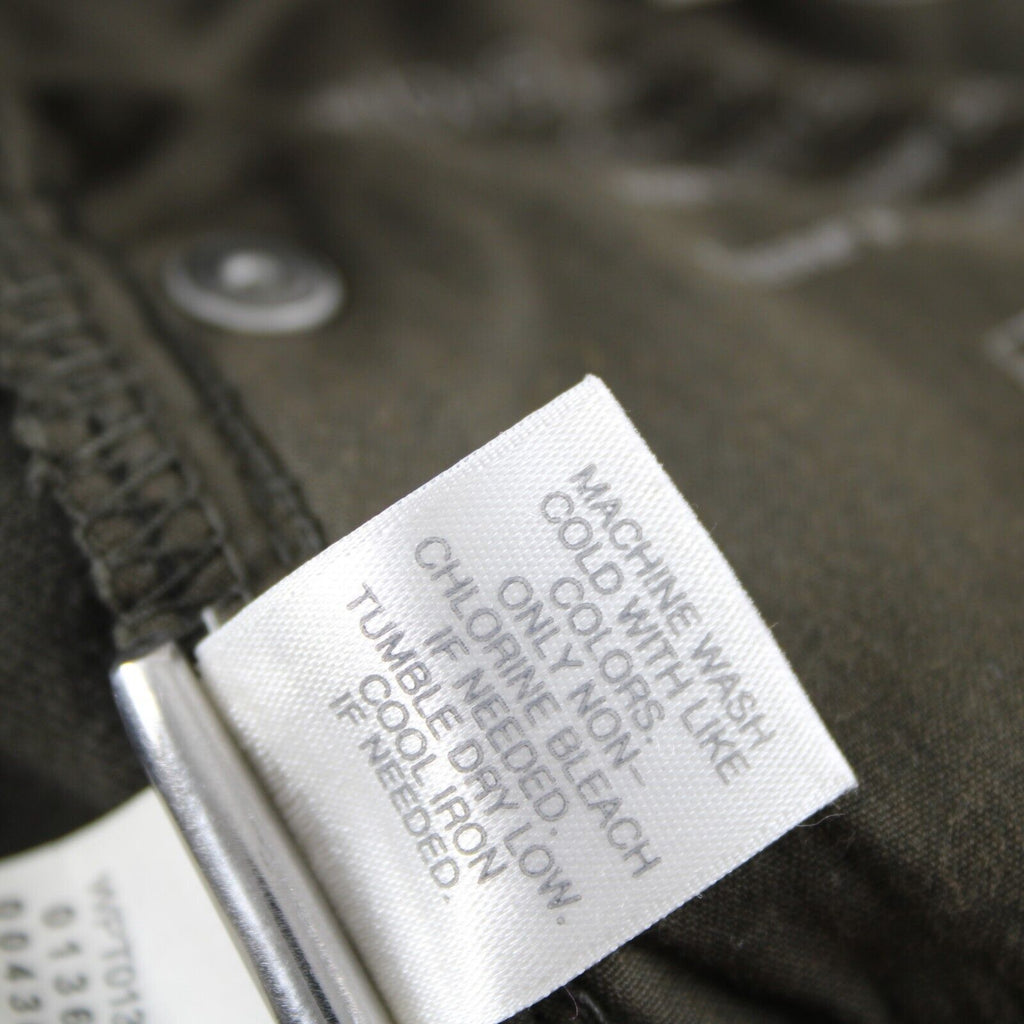 MACHINE WASH
COLD WITH LIKE
COLORS.
ONLY NON-
CHLORINE BLEACH
IF NEEDED.
TUMBLE DRY LOW.
COOL IRON
IF NEEDED.